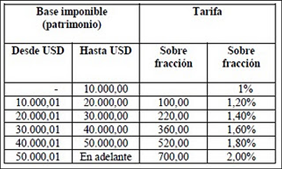 Base imponible
(patrimonio)
Tarifa
Desde USD
Hasta USD
Sobre
fracción
Sobre
fracción
- 10.000,00 1%
10.000,01 20.000,00 100,00 1,20%
20.000,01 30.000,00 220,00 1.40%
30.000,01 40.000,00 360,00 1.60%
40.000,01 50.000,00 520,00 1.80%
50.000,01 En adelante 700,00 2.00%